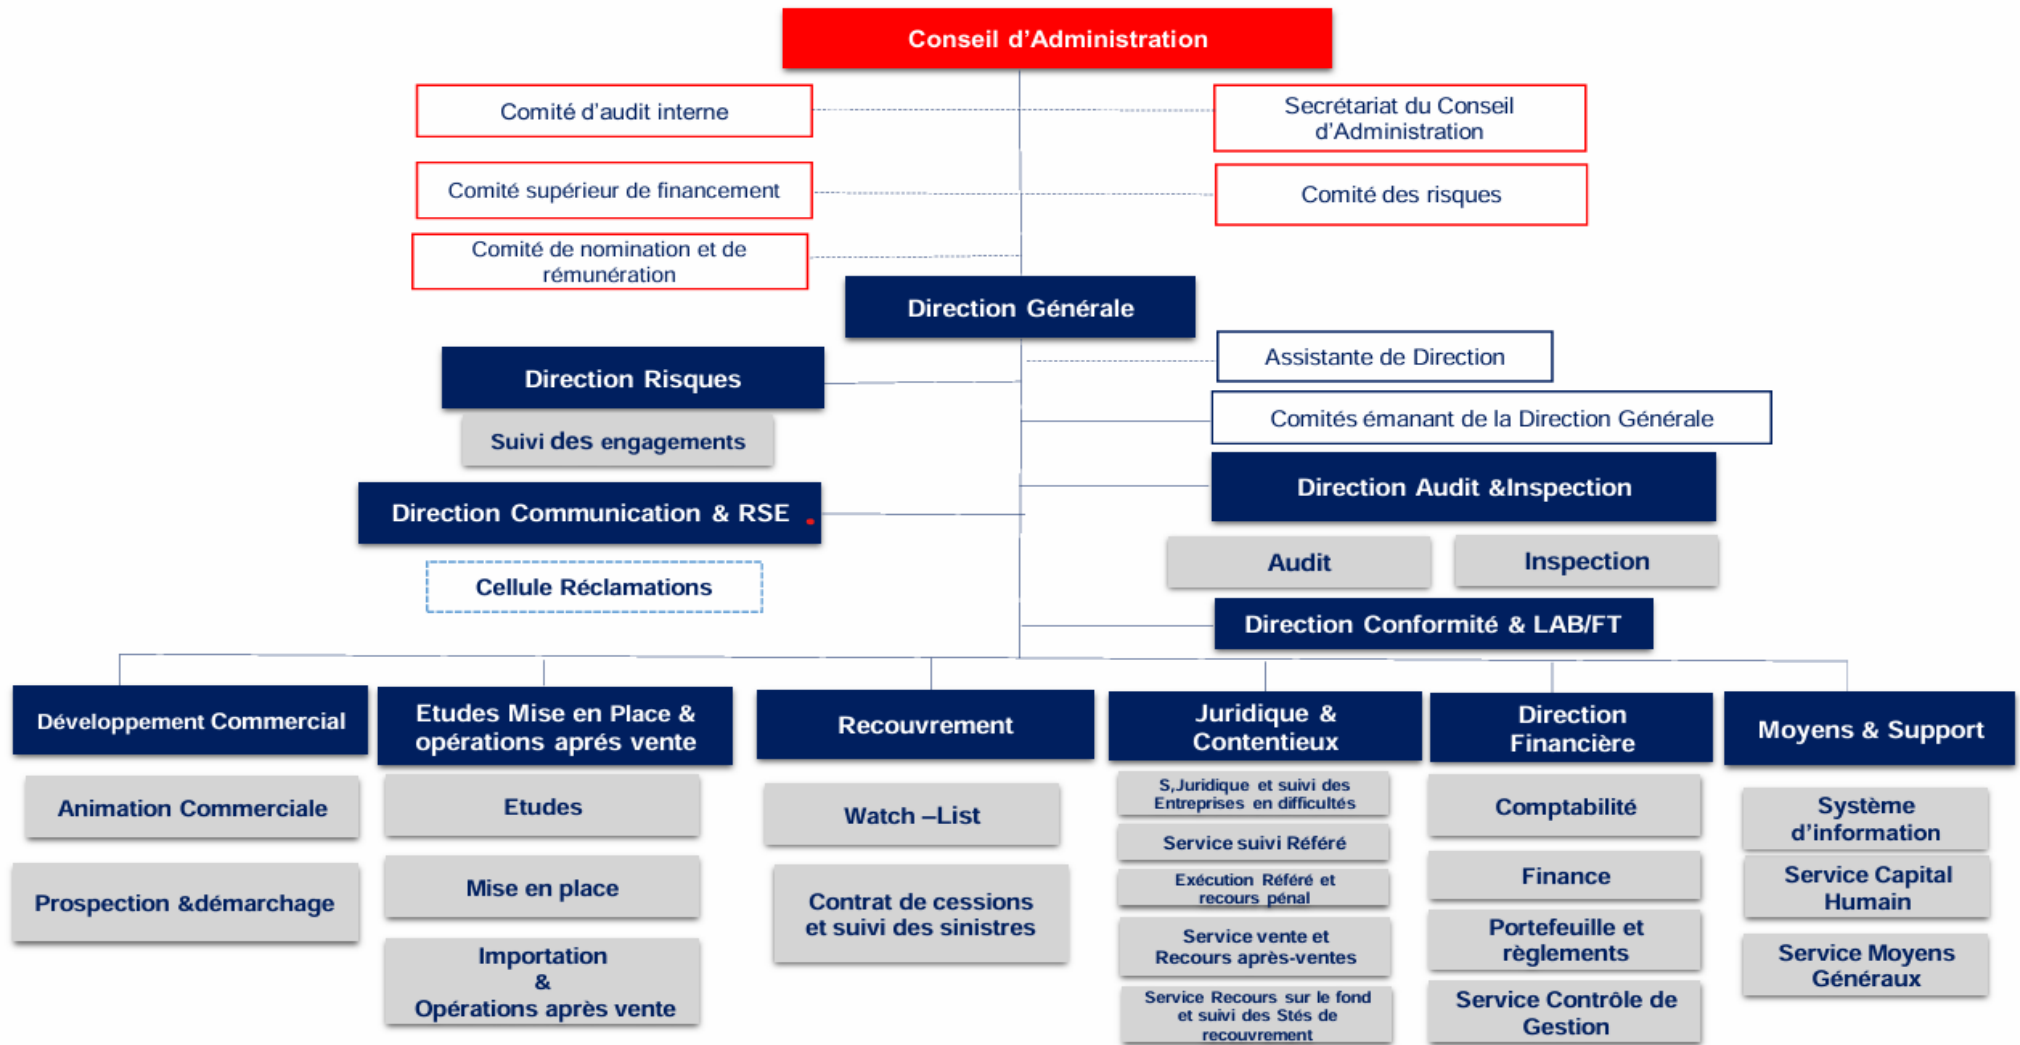 Conseil d'Administration
Comité d'audit interne
Secrétariat du Conseil
d'Administration
Comité supérieur de financement
Comité des risques
Comité de nomination et de
rémunération
Direction Générale
Assistante de Direction
Direction Risques
Comités émanant de la Direction Générale
Suivi des engagements
Direction Audit &Inspection
Direction Communication & RSE
Audit
Inspection
Cellule Réclamations
Direction Conformité & LAB/FT
Développement Commercial
Etudes Mise en Place &
opérations aprés vente
Recouvrement
Juridique &
Contentieux
Direction
Financière
Moyens & Support
Animation Commerciale
Prospection &démarchage
Etudes
Mise en place
Importation
&
Opérations après vente
Watch –List
Contrat de cessions
et suivi des sinistres
S,Juridique et suivi des
Entreprises en difficultés
Service suivi Référé
Exécution Référé et
recours pénal
Service vente et
Recours après-ventes
Service Recours sur le fond
et suivi des Stés de
recouvrement
Comptabilité
Finance
Portefeuille et
règlements
Service Contrôle de
Gestion
Système
d'information
Service Capital
Humain
Service Moyens
Généraux